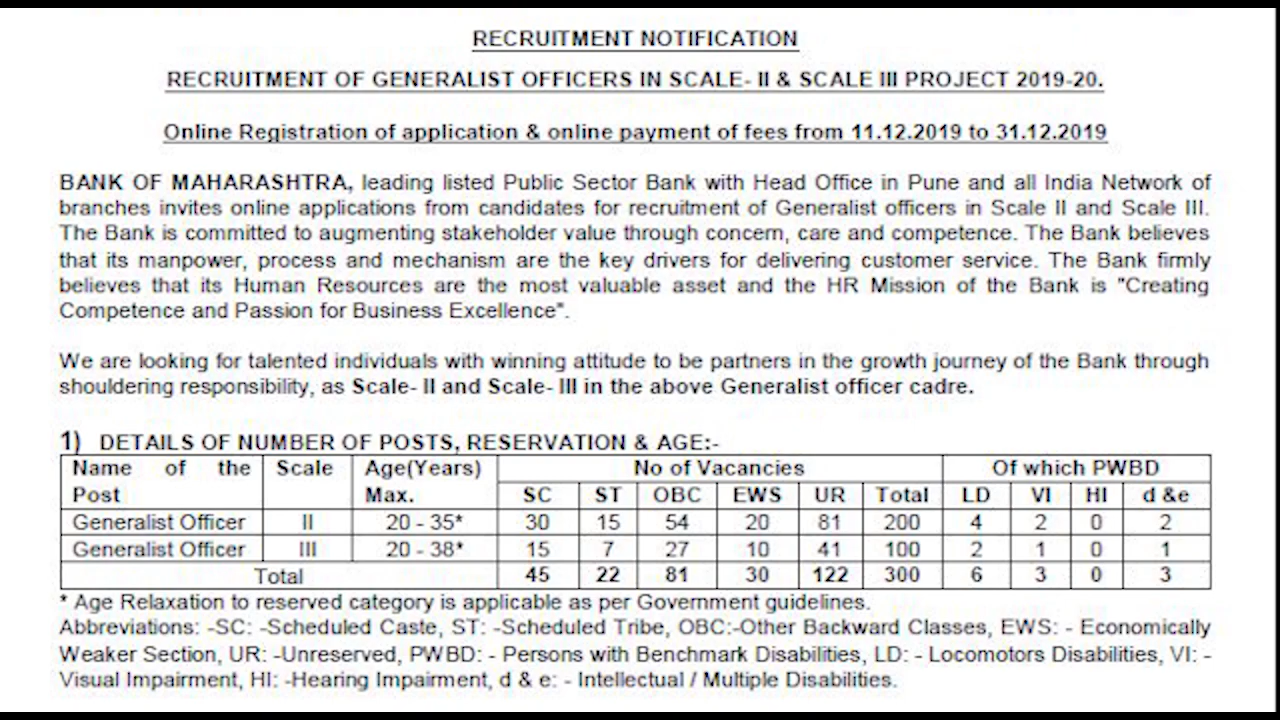 RECRUITMENT NOTIFICATION
RECRUITMENT OF GENERALIST OFFICERS IN SCALE- II & SCALE III PROJECT 2019-20.
Online Registration of application & online payment of fees from 11.12.2019 to 31.12.2019
BANK OF MAHARASHTRA, leading listed Public Sector Bank with Head Office in Pune and all India Network of
branches invites online applications from candidates for recruitment of Generalist officers in Scale II and Scale III.
The Bank is committed to augmenting stakeholder value through concern, care and competence. The Bank believes
that its manpower, process and mechanism are the key drivers for delivering customer service. The Bank firmly
believes that its Human Resources are the most valuable asset and the HR Mission of the Bank is "Creating
Competence and Passion for Business Excellence".
We are looking for talented individuals with winning attitude to be partners in the growth journey of the Bank through
shouldering responsibility, as Scale- II and Scale- III in the above Generalist officer cadre.
1) DETAILS OF NUMBER OF POSTS, RESERVATION & AGE:-
Name of the Scale Age(Years) No of Vacancies Of which PWBD
Post Max. SC ST OBC EWS UR Total LD VI HI d &e
Generalist Officer II 20 - 35* 30 15 54 20 81 200 4 2 0 2
Generalist Officer III 20 - 38* 15 7 27 10 41 100 2 1 0 1
Total 45 22 81 30 122 300 6 3 0 3
* Age Relaxation to reserved category is applicable as per Government guidelines.
Abbreviations: -SC: -Scheduled Caste, ST: -Scheduled Tribe, OBC:-Other Backward Classes, EWS: - Economically
Weaker Section, UR: -Unreserved, PWBD: - Persons with Benchmark Disabilities, LD: - Locomotors Disabilities, VI: -
Visual Impairment, HI: -Hearing Impairment, d & e: - Intellectual / Multiple Disabilities.